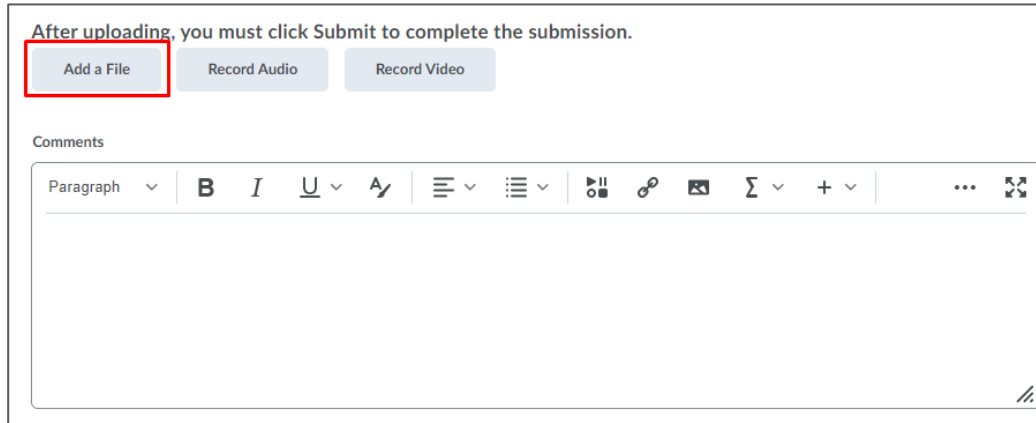 After uploading, you must click Submit to complete the submission.
Add a File Record Audio Record Video
Comments
Paragraph B I U Σ +